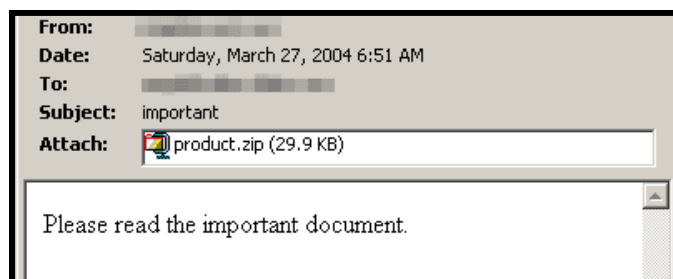 From:
Date: Saturday, March 27, 2004 6:51 AM
To:
Subject: important
Attach: product.zip (29.9 KB)
Please read the important document.